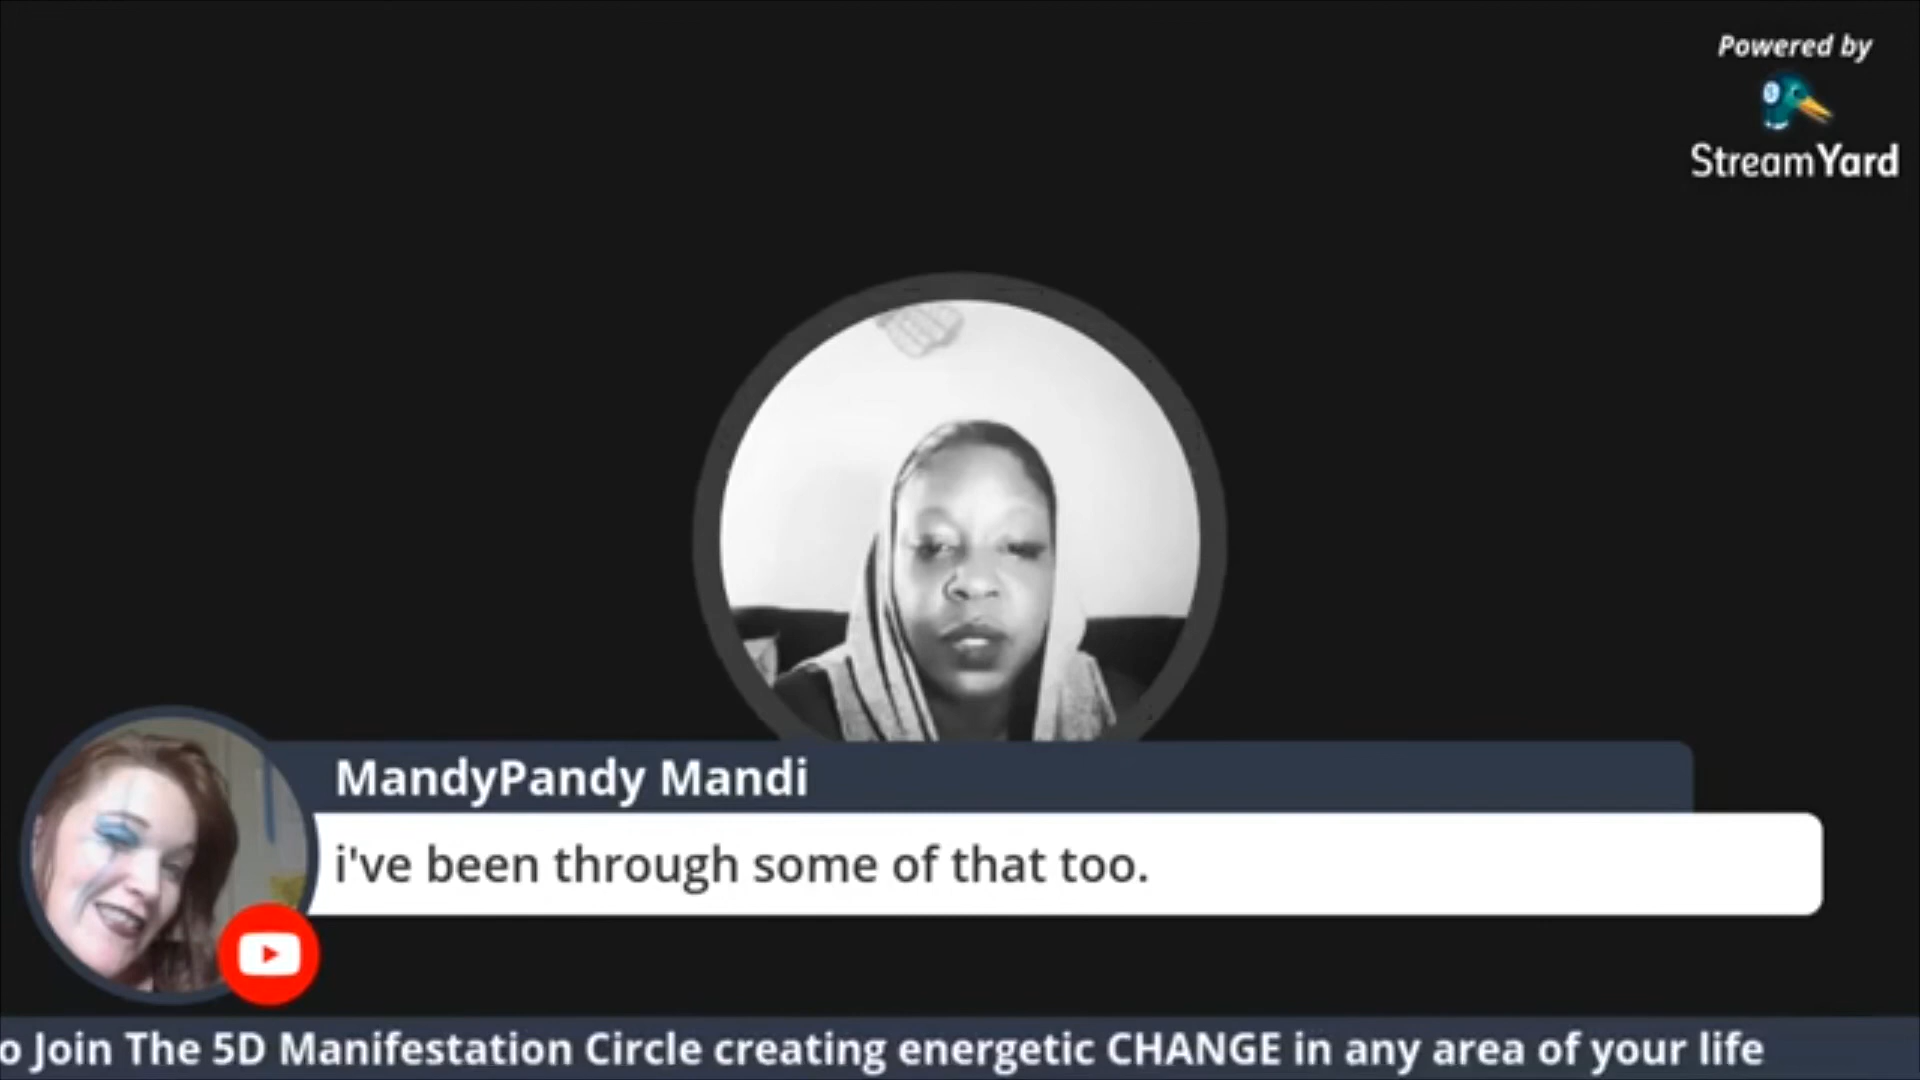 Powered by
StreamYard
MandyPandy Mandi
i've been through some of that too.
o Join The 5D Manifestation Circle creating energetic CHANGE in any area of your life